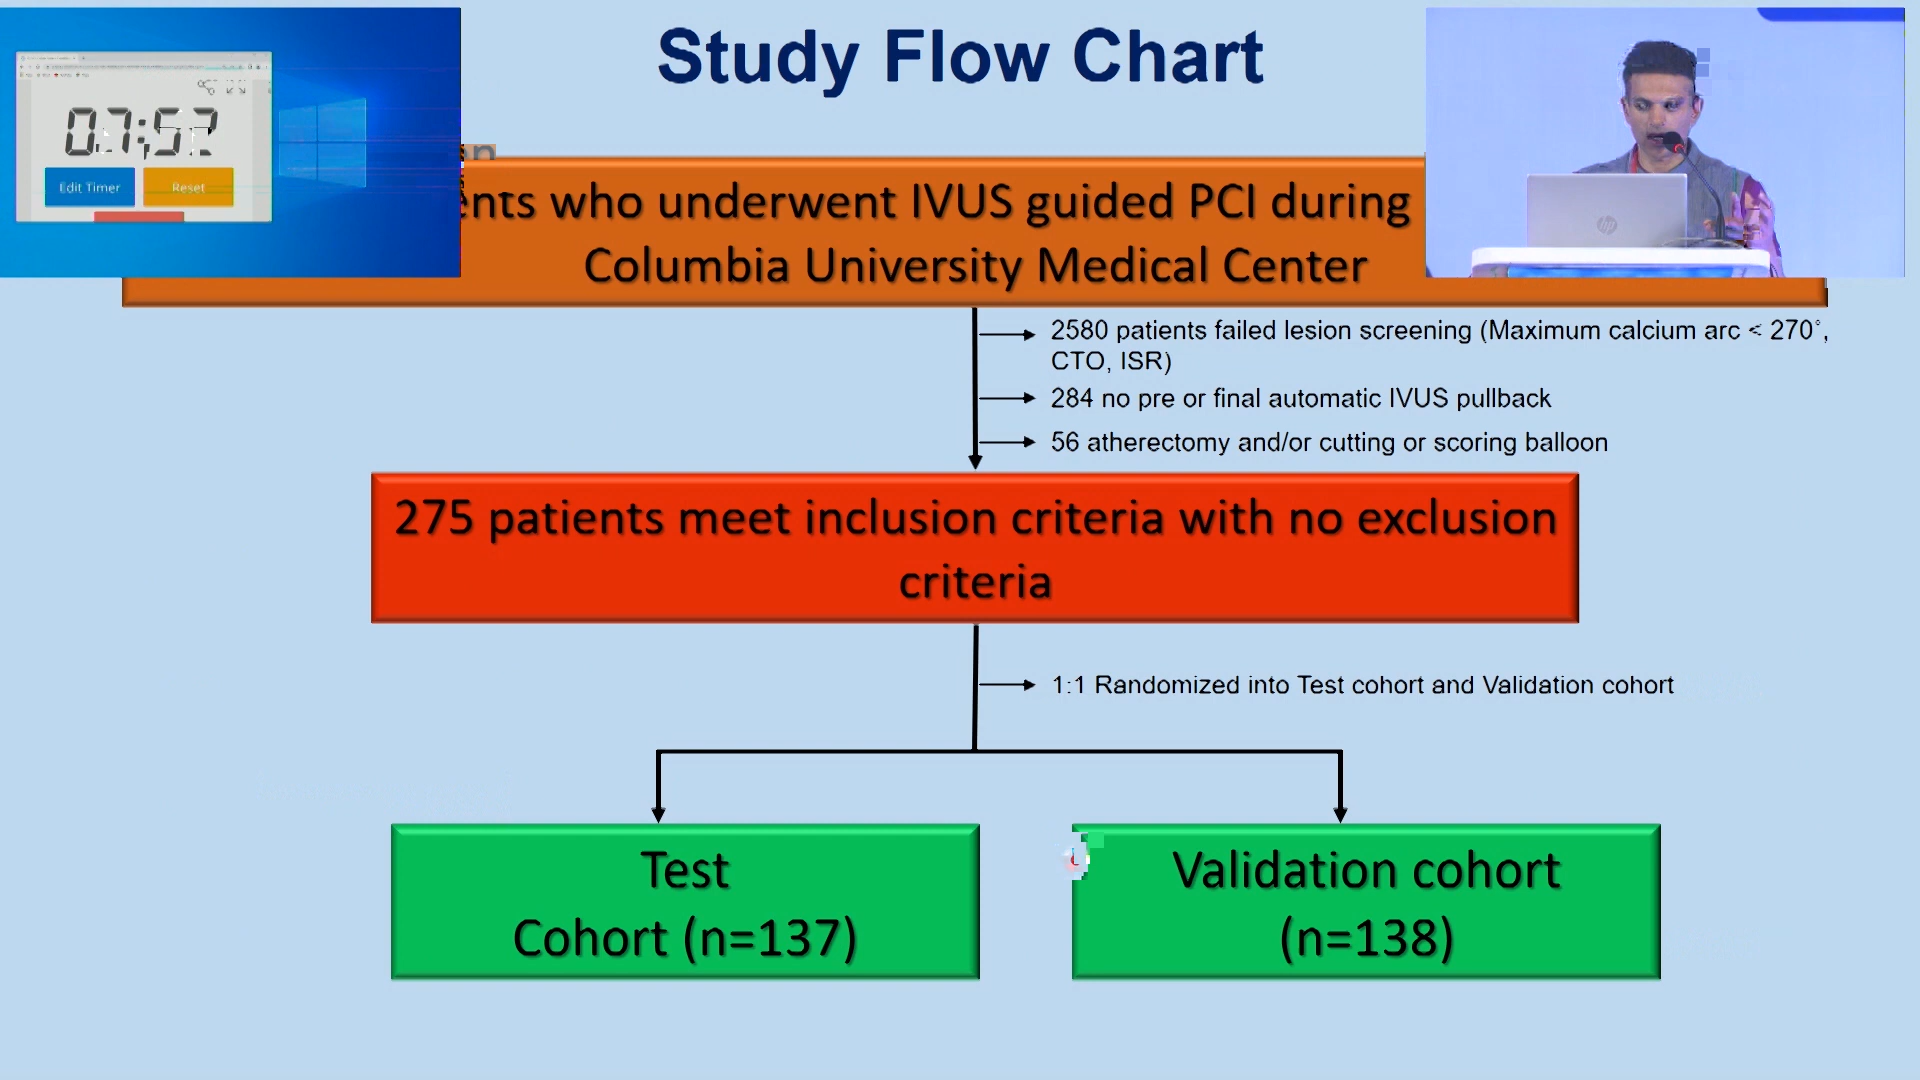 Study Flow Chart
07:52
Edit Timer
Reset
ents who underwent IVUS guided PCI during
Columbia University Medical Center
2580 patients failed lesion screening (Maximum calcium arc < 270°,
CTO, ISR)
284 no pre or final automatic IVUS pullback
56 atherectomy and/or cutting or scoring balloon
275 patients meet inclusion criteria with no exclusion
criteria
1:1 Randomized into Test cohort and Validation cohort
Test
Cohort (n=137)
Validation cohort
(n=138)
hp